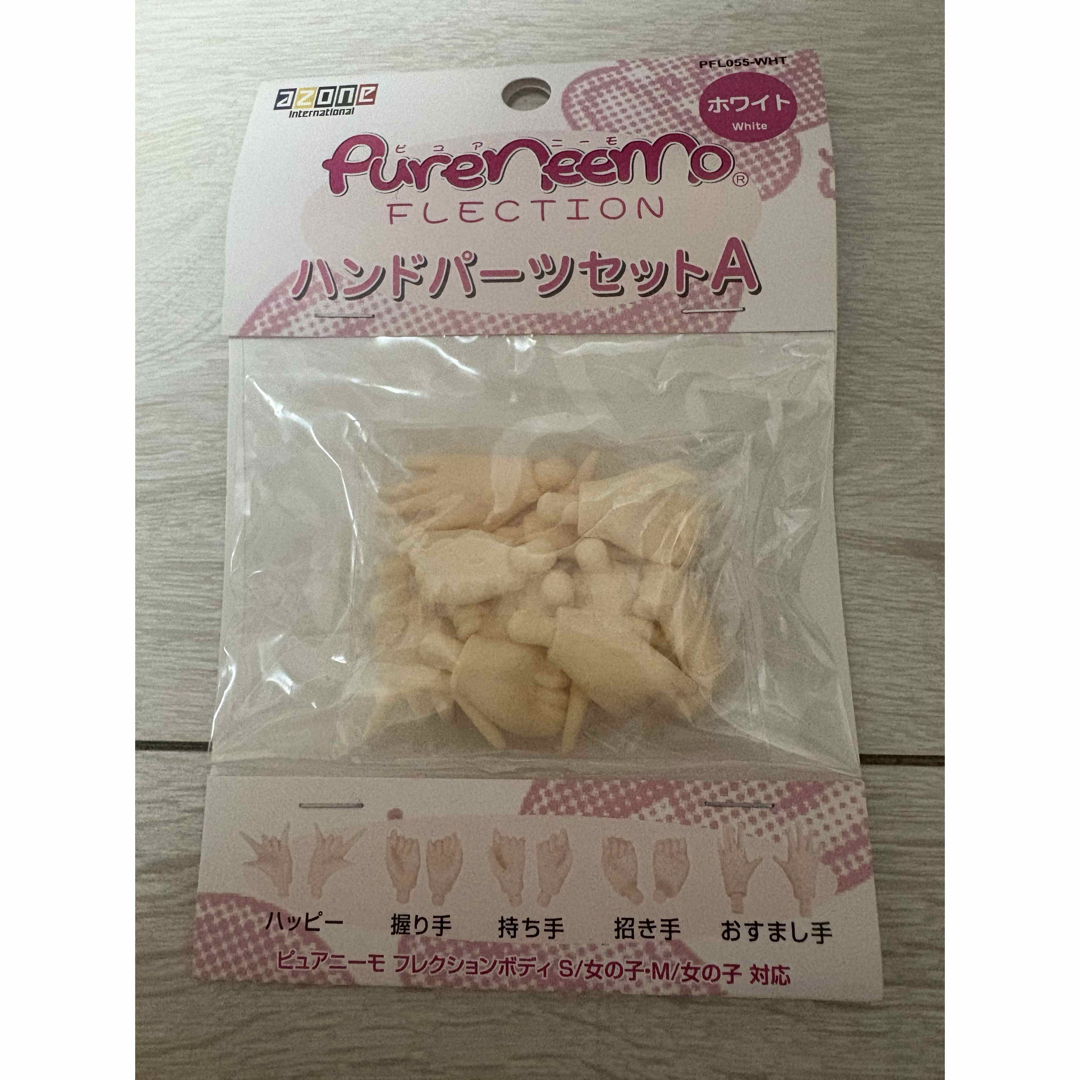 PFL055-WHT
azone
International
ホワイト
White
ピュアニーモ
PureNeemo®
FLECTION
ハンドパーツセットA
ハッピー 握り手 持ち手 招き手 おすまし手
ピュアニーモ フレクションボディ S/女の子・M/女の子 対応